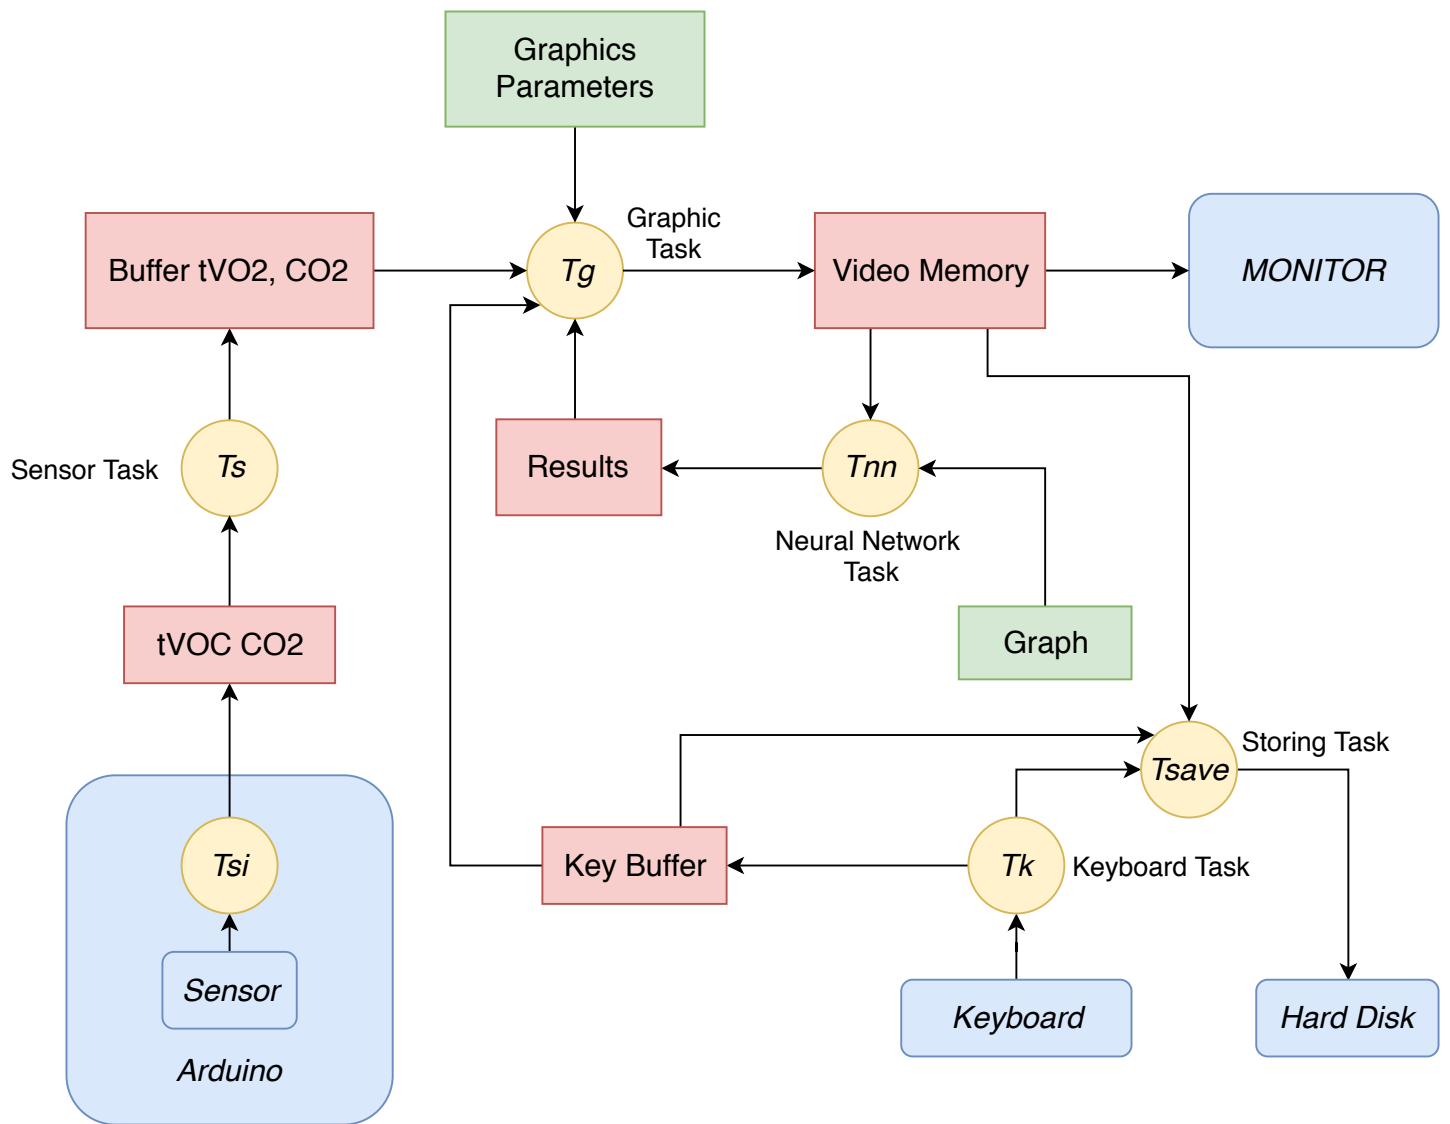 Graphics
Parameters
Buffer tVO2, CO2
Tg
Graphic
Task
Video Memory
MONITOR
Sensor Task
Ts
Results
Tnn
Neural Network
Task
tVOC CO2
Graph
Tsave
Storing Task
Tsi
Key Buffer
Tk
Keyboard Task
Sensor
Keyboard
Hard Disk
Arduino